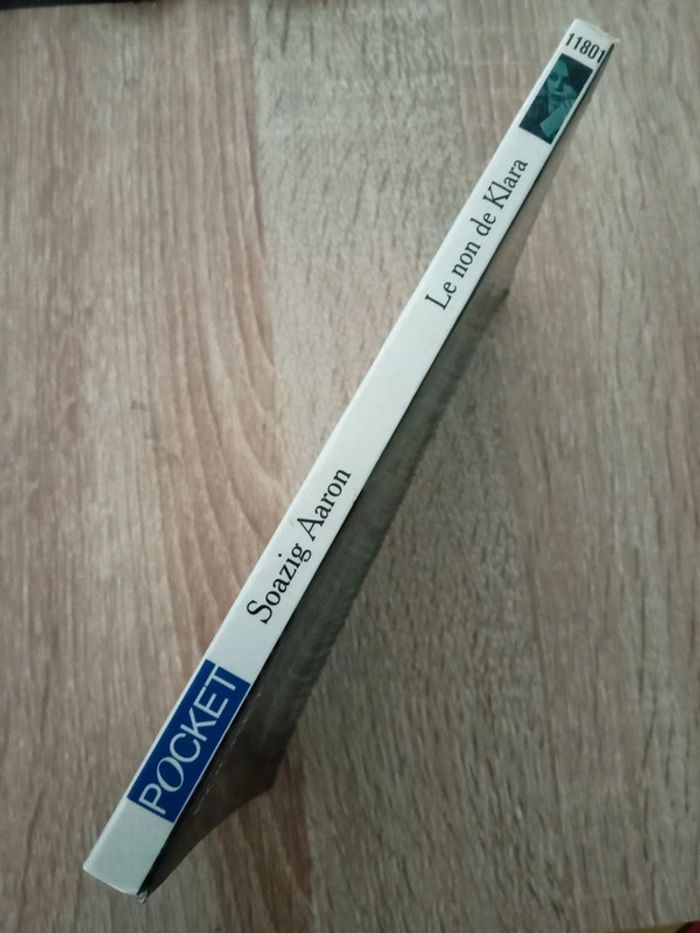 POCKET
Soazig Aaron
Le non de Klara
11801